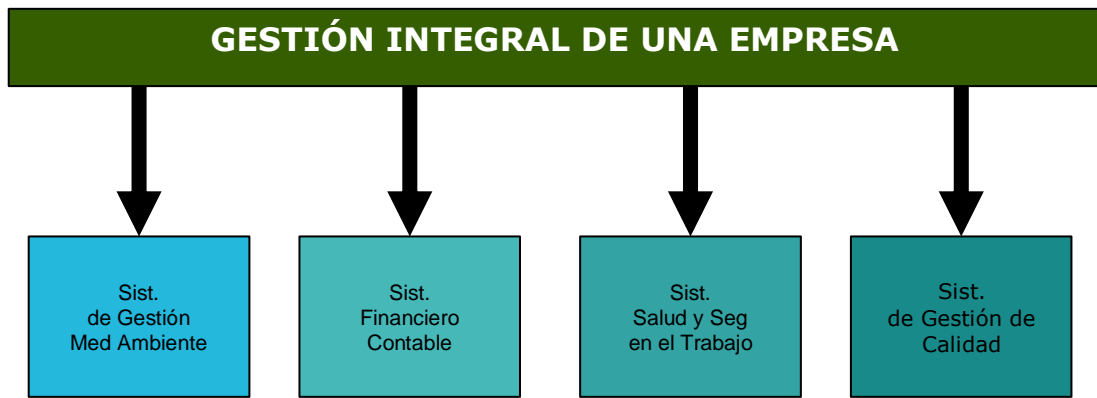 GESTIÓN INTEGRAL DE UNA EMPRESA
Sist.
de Gestión
Med Ambiente
Sist.
Financiero
Contable
Sist.
Salud y Seg
en el Trabajo
Sist.
de Gestión de
Calidad